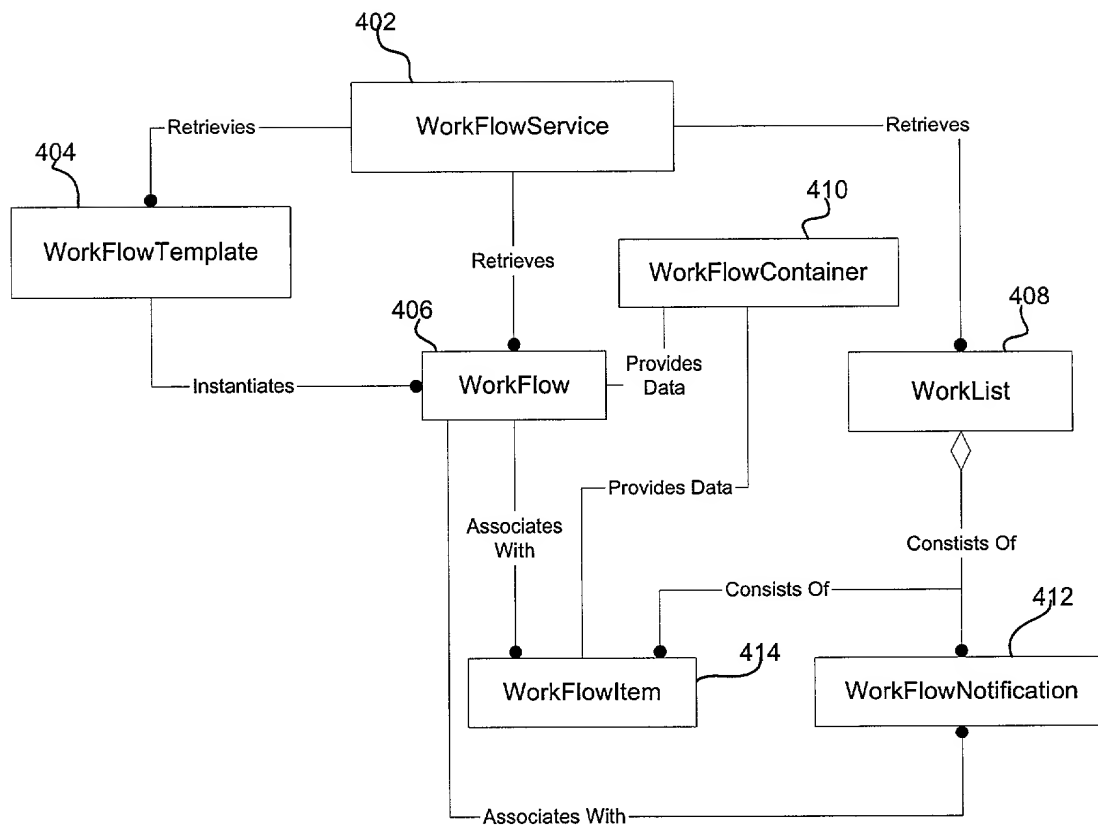 402
WorkFlowService
Retrievies
Retrieves
404
WorkFlowTemplate
410
WorkFlowContainer
Retrieves
406
WorkFlow
408
WorkList
Instantiates
Provides
Data
Provides Data
Associates
With
Constists Of
Consists Of
412
414
WorkFlowItem
WorkFlowNotification
Associates With